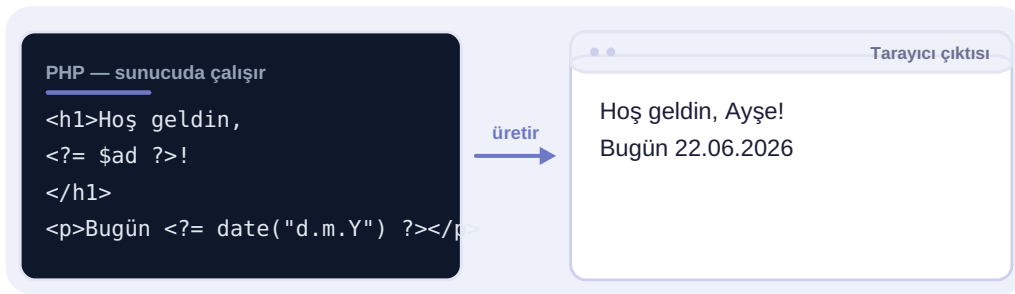 PHP — sunucuda çalışır
<h1>Hoş geldin,
<?= $ad ?>!
</h1>
<p>Bugün <?= date("d.m.Y") ?></p>
üretir
Tarayıcı çıktısı
Hoş geldin, Ayşe!
Bugün 22.06.2026